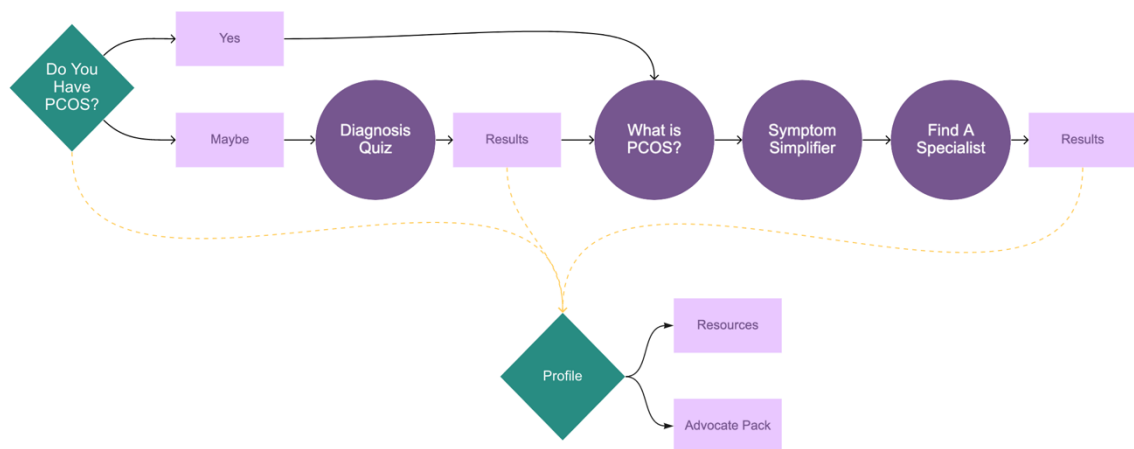 Do You
Have
PCOS?
Yes
Maybe
Diagnosis
Quiz
Results
What is
PCOS?
Symptom
Simplifier
Find A
Specialist
Results
Profile
Resources
Advocate Pack